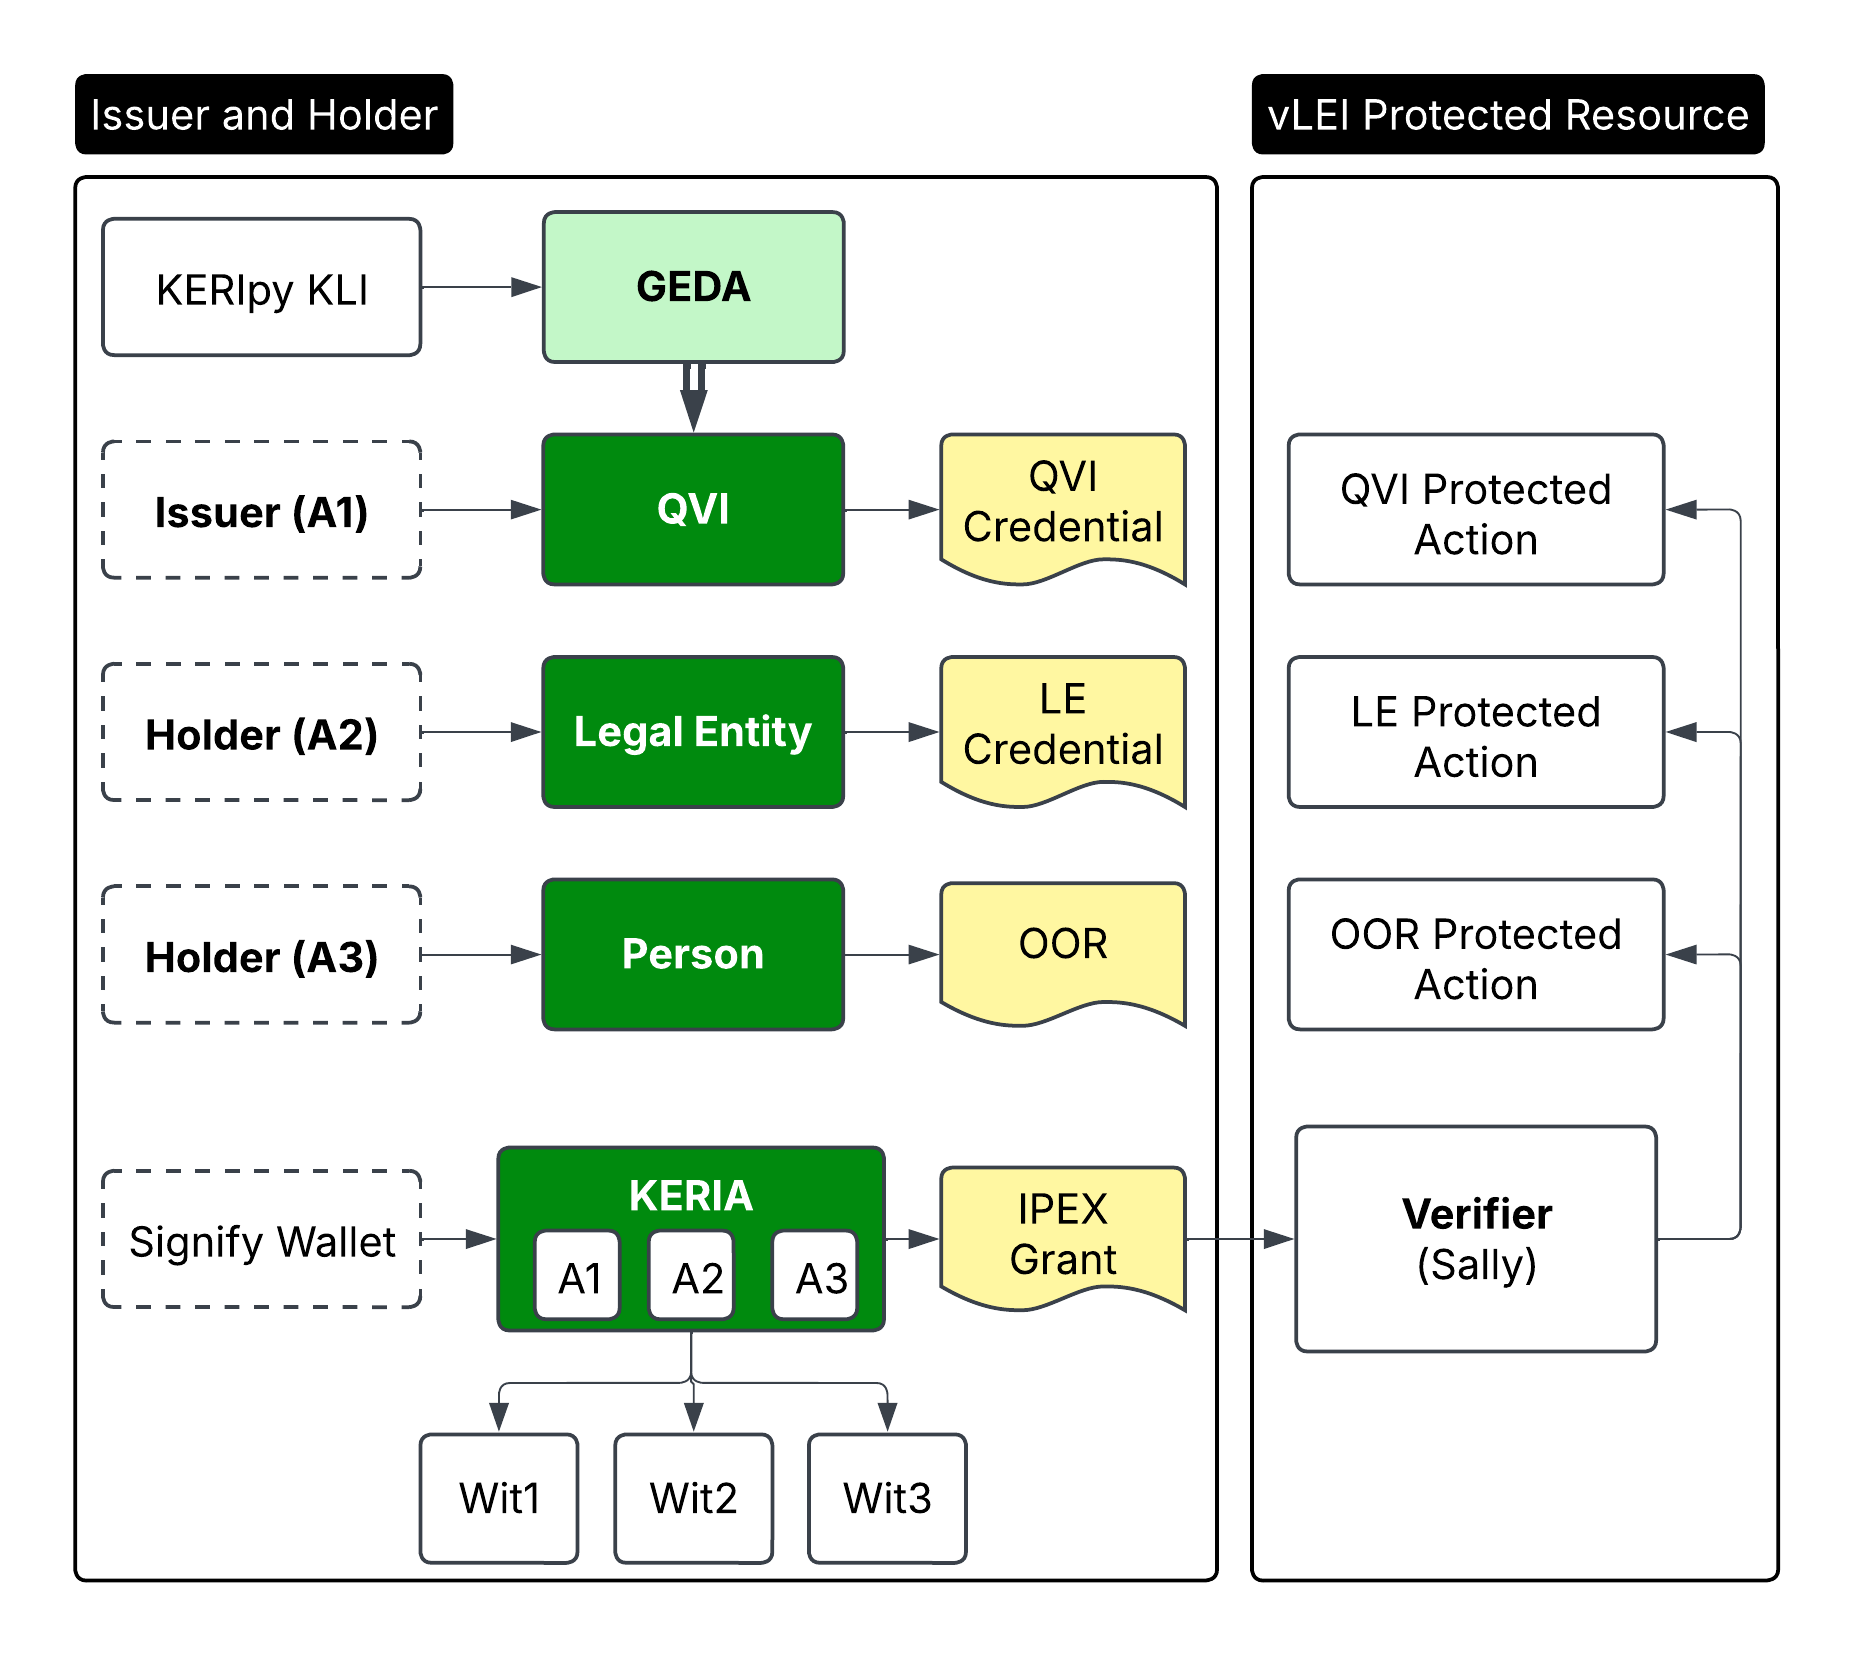 Issuer and Holder
vLEI Protected Resource
KERIpy KLI
GEDA
Issuer (A1)
QVI
QVI
Credential
QVI Protected
Action
Holder (A2)
Legal Entity
LE
Credential
LE Protected
Action
Holder (A3)
Person
OOR
OOR Protected
Action
Signify Wallet
KERIA
A1
A2
A3
IPEX
Grant
Verifier
(Sally)
Wit1
Wit2
Wit3